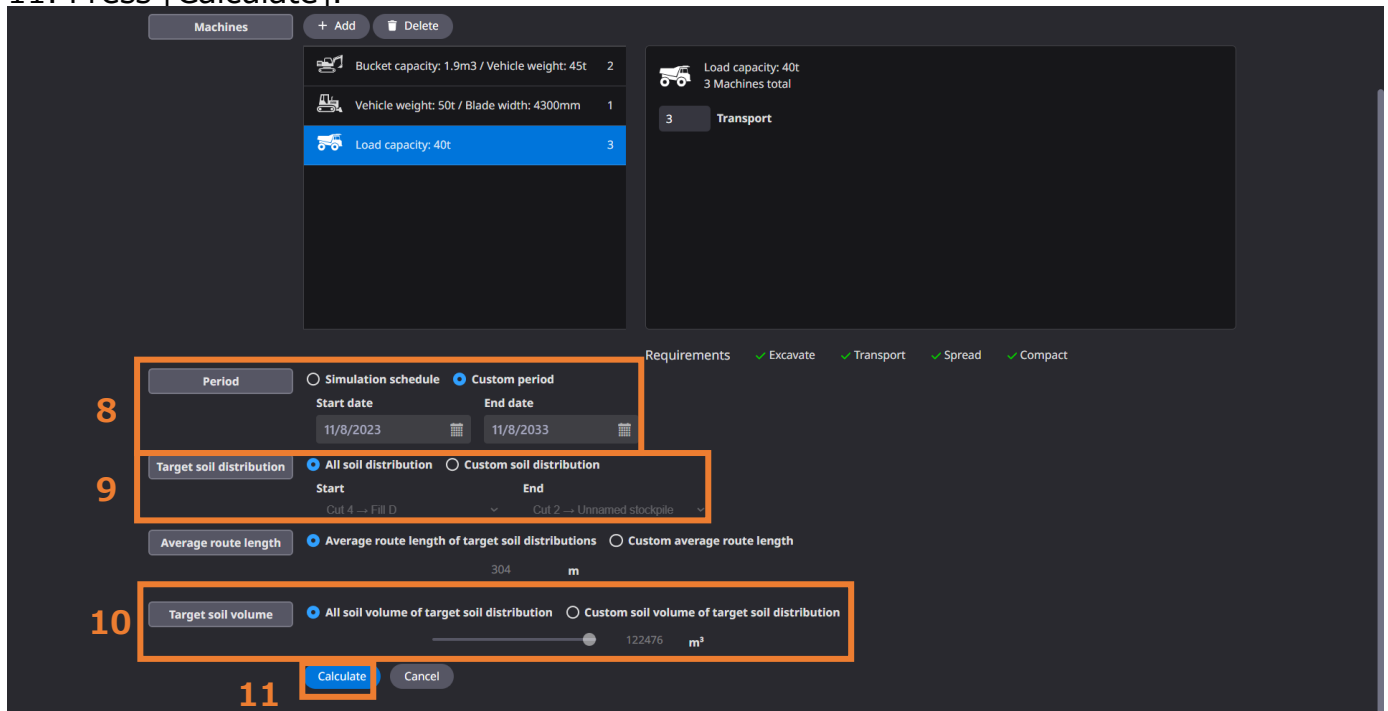 11. Press [Calculate].
Machines + Add Delete
Bucket capacity: 1.9m3 / Vehicle weight: 45t 2
Vehicle weight: 50t / Blade width: 4300mm 1
Load capacity: 40t 3
Load capacity: 40t
3 Machines total
3 Transport
Requirements Excavate Transport Spread Compact
8
Period Simulation schedule Custom period
Start date End date
11/8/2023 11/8/2033
9
Target soil distribution All soil distribution Custom soil distribution
Start End
Cut 4 → Fill D Cut 2 → Unnamed stockpile
Average route length Average route length of target soil distributions Custom average route length
304 m
10
Target soil volume All soil volume of target soil distribution Custom soil volume of target soil distribution
122476 m³
11
Calculate Cancel